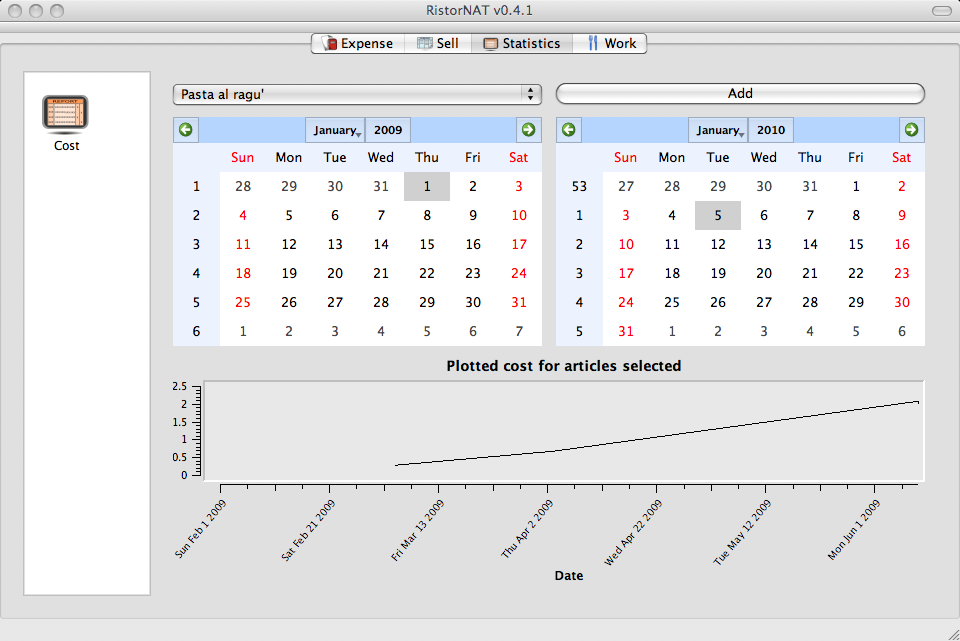 RistorNAT v0.4.1
Expense Sell Statistics Work
REPORT
Cost
Pasta al ragu'
Add
January 2009
Sun Mon Tue Wed Thu Fri Sat
1 28 29 30 31 1 2 3
2 4 5 6 7 8 9 10
3 11 12 13 14 15 16 17
4 18 19 20 21 22 23 24
5 25 26 27 28 29 30 31
6 1 2 3 4 5 6 7
January 2010
Sun Mon Tue Wed Thu Fri Sat
53 27 28 29 30 31 1 2
1 3 4 5 6 7 8 9
2 10 11 12 13 14 15 16
3 17 18 19 20 21 22 23
4 24 25 26 27 28 29 30
5 31 1 2 3 4 5 6
Plotted cost for articles selected
2.5
2
1.5
1
0.5
0
Sun Feb 1 2009
Sat Feb 21 2009
Fri Mar 13 2009
Thu Apr 2 2009
Wed Apr 22 2009
Tue May 12 2009
Mon Jun 1 2009
Date